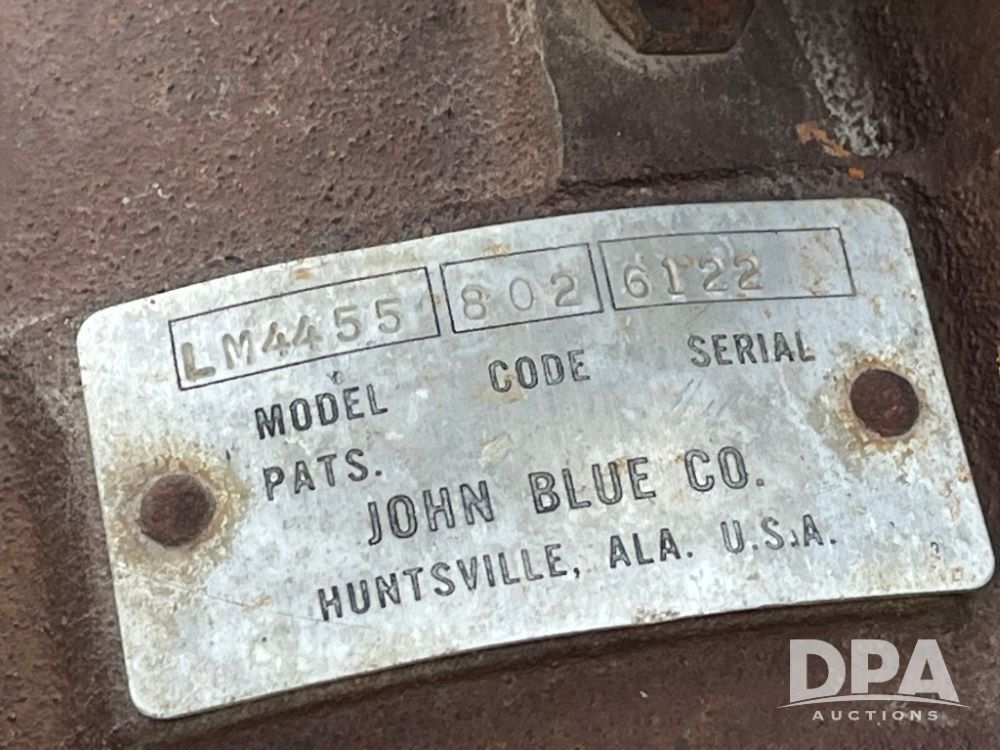 LM4455 802 6122
MODEL CODE SERIAL
PATS.
JOHN BLUE CO.
HUNTSVILLE, ALA. U.S.A.
DPA
AUCTIONS